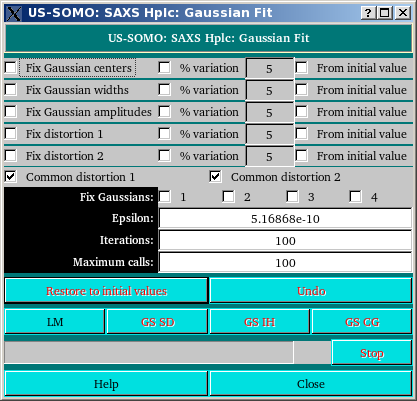 US-SOMO: SAXS Hplc: Gaussian Fit
US-SOMO: SAXS Hplc: Gaussian Fit
Fix Gaussian centers % variation 5 From initial value
Fix Gaussian widths % variation 5 From initial value
Fix Gaussian amplitudes % variation 5 From initial value
Fix distortion 1 % variation 5 From initial value
Fix distortion 2 % variation 5 From initial value
Common distortion 1 Common distortion 2
Fix Gaussians: 1 2 3 4
Epsilon: 5.16868e-10
Iterations: 100
Maximum calls: 100
Restore to initial values Undo
LM GS SD GS IH GS CG
Stop
Help Close